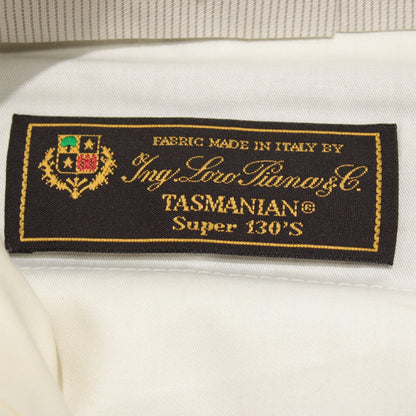 FABRIC MADE IN ITALY BY
Ing. Loro Piana & C.
TASMANIAN®
Super 130'S